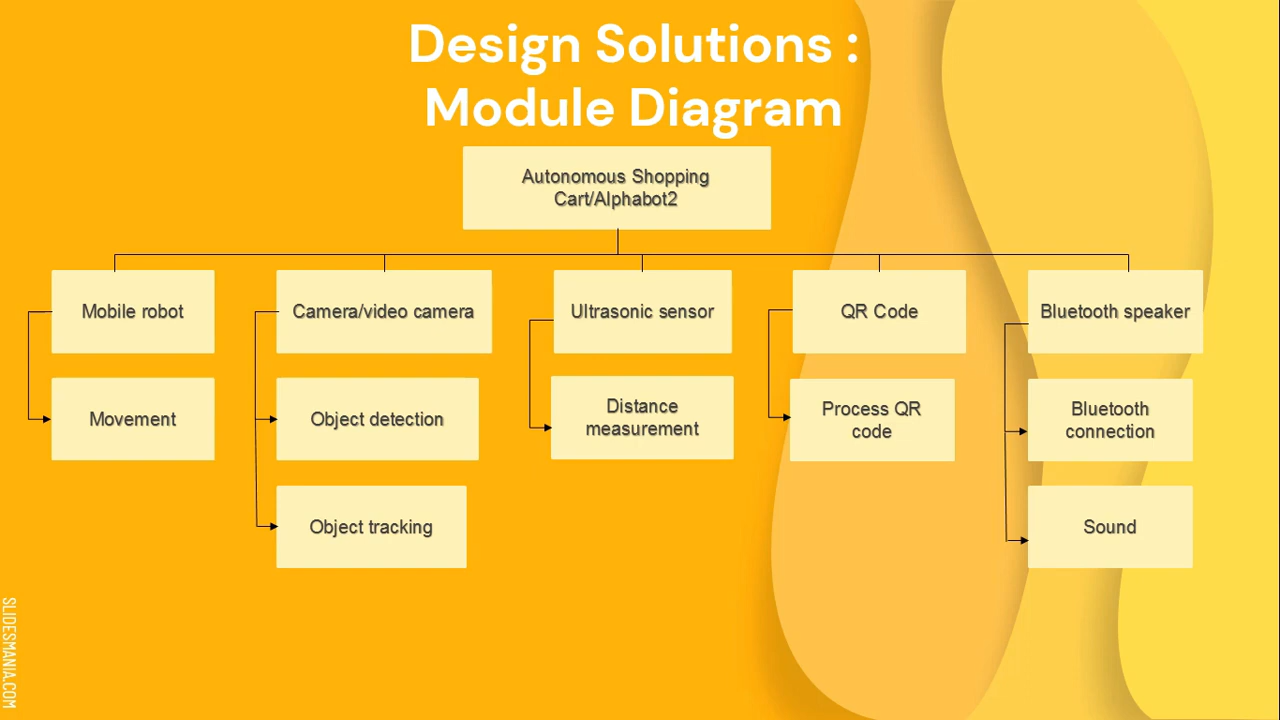 Design Solutions :
Module Diagram
Autonomous Shopping
Cart/Alphabot2
Mobile robot
Camera/video camera
Ultrasonic sensor
QR Code
Bluetooth speaker
Movement
Object detection
Distance
measurement
Process QR
code
Bluetooth
connection
Object tracking
Sound
SLIDESMANIA.COM